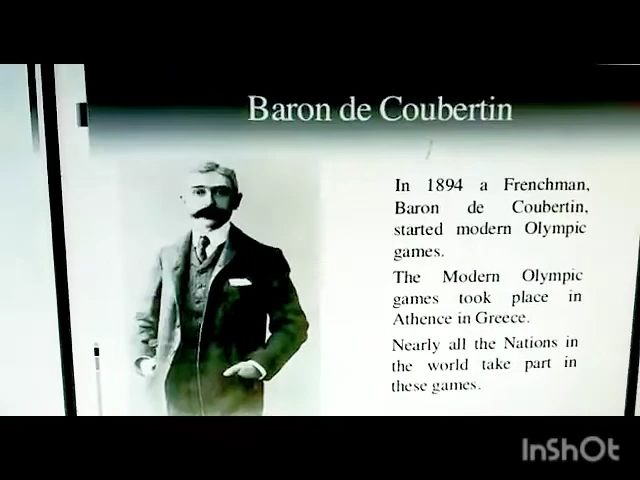 Baron de Coubertin
In 1894 a Frenchman,
Baron de Coubertin,
started modern Olympic
games.
The Modern Olympic
games took place in
Athence in Greece.
Nearly all the Nations in
the world take part in
these games.
InShOt